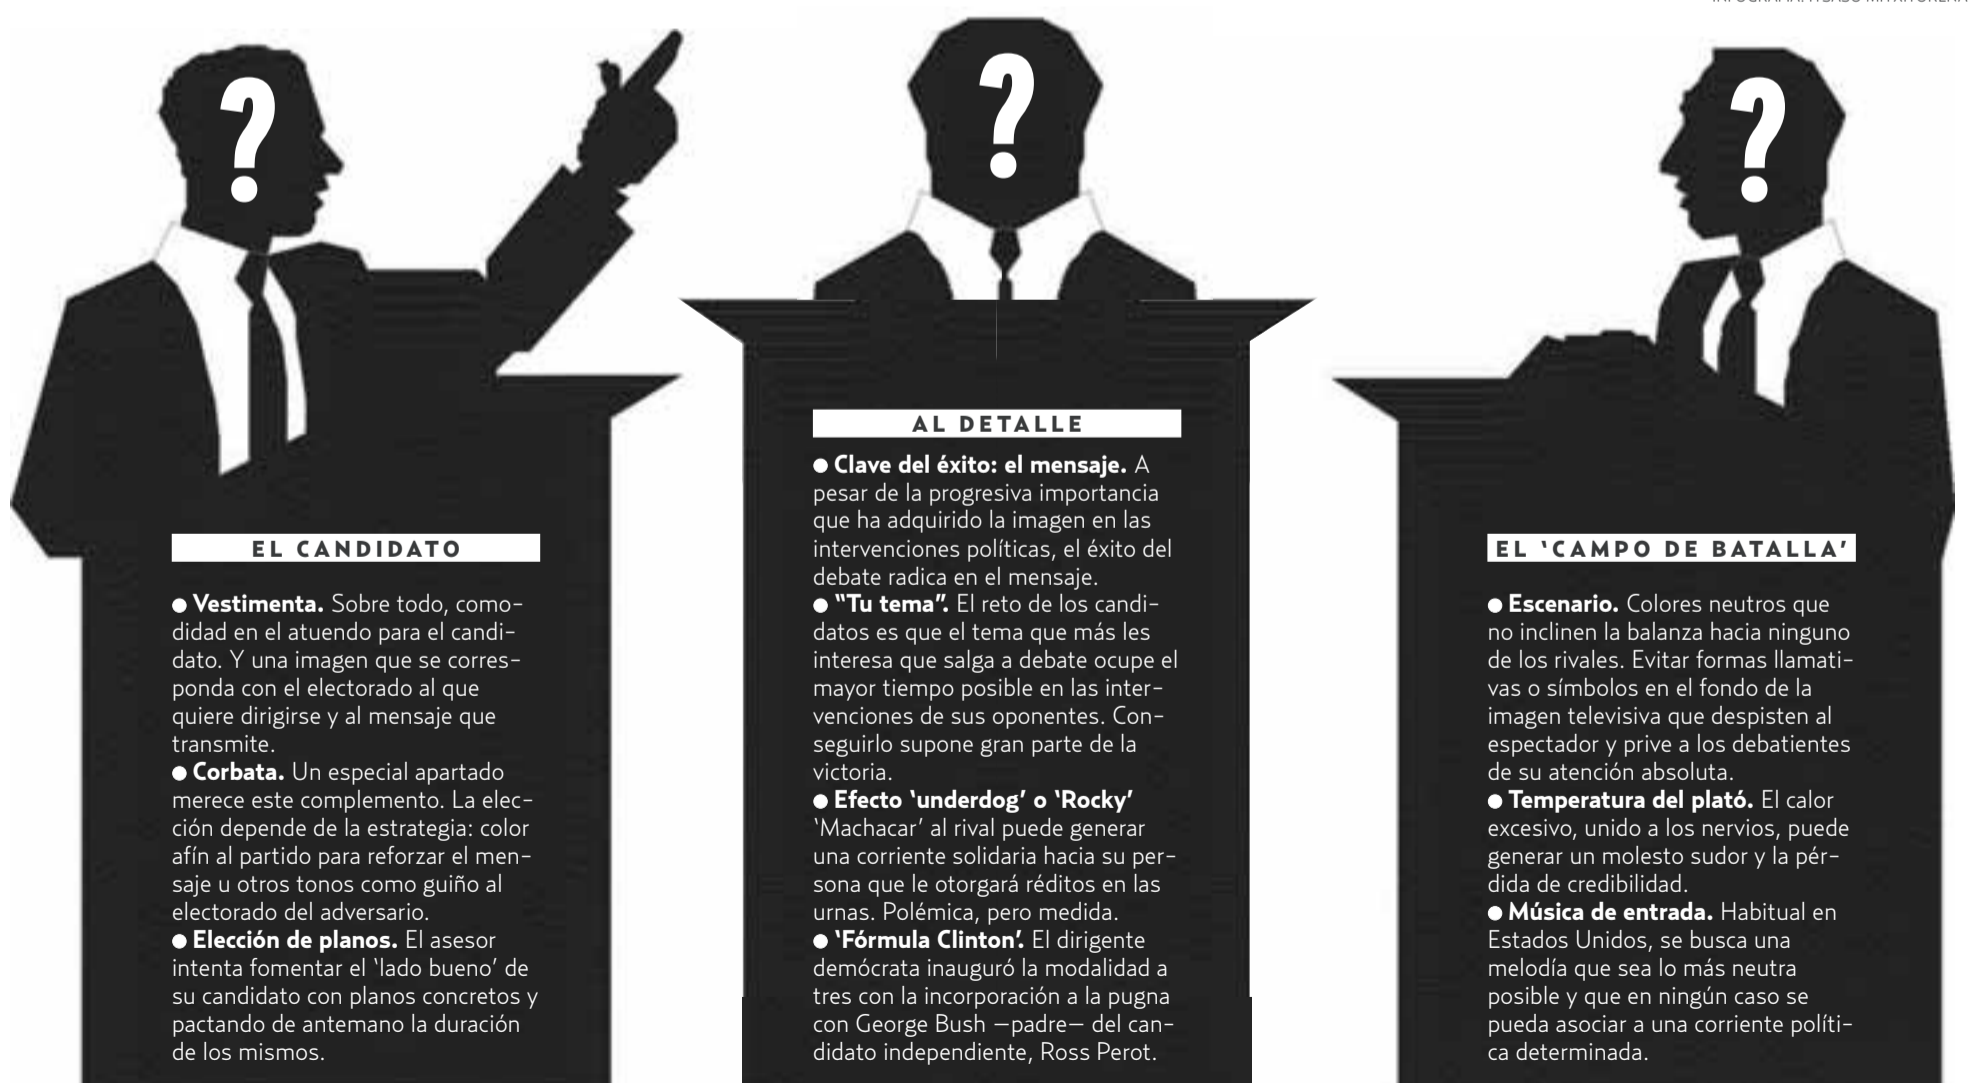 EL CANDIDATO
● Vestimenta. Sobre todo, como-
didad en el atuendo para el candi-
dato. Y una imagen que se corres-
ponda con el electorado al que
quiere dirigirse y al mensaje que
transmite.
● Corbata. Un especial apartado
merece este complemento. La elec-
ción depende de la estrategia: color
afín al partido para reforzar el men-
saje u otros tonos como guiño al
electorado del adversario.
● Elección de planos. El asesor
intenta fomentar el ‘lado bueno’ de
su candidato con planos concretos y
pactando de antemano la duración
de los mismos.
AL DETALLE
● Clave del éxito: el mensaje. A
pesar de la progresiva importancia
que ha adquirido la imagen en las
intervenciones políticas, el éxito del
debate radica en el mensaje.
● “Tu tema”. El reto de los candi-
datos es que el tema que más les
interesa que salga a debate ocupe el
mayor tiempo posible en las inter-
venciones de sus oponentes. Con-
seguirlo supone gran parte de la
victoria.
● Efecto ‘underdog’ o ‘Rocky’
‘Machacar’ al rival puede generar
una corriente solidaria hacia su per-
sona que le otorgará réditos en las
urnas. Polémica, pero medida.
● ‘Fórmula Clinton’. El dirigente
demócrata inauguró la modalidad a
tres con la incorporación a la pugna
con George Bush —padre— del can-
didato independiente, Ross Perot.
EL ‘CAMPO DE BATALLA’
● Escenario. Colores neutros que
no inclinen la balanza hacia ninguno
de los rivales. Evitar formas llamati-
vas o símbolos en el fondo de la
imagen televisiva que despisten al
espectador y prive a los debatientes
de su atención absoluta.
● Temperatura del plató. El calor
excesivo, unido a los nervios, puede
generar un molesto sudor y la pér-
dida de credibilidad.
● Música de entrada. Habitual en
Estados Unidos, se busca una
melodía que sea lo más neutra
posible y que en ningún caso se
pueda asociar a una corriente políti-
ca determinada.
? ? ?